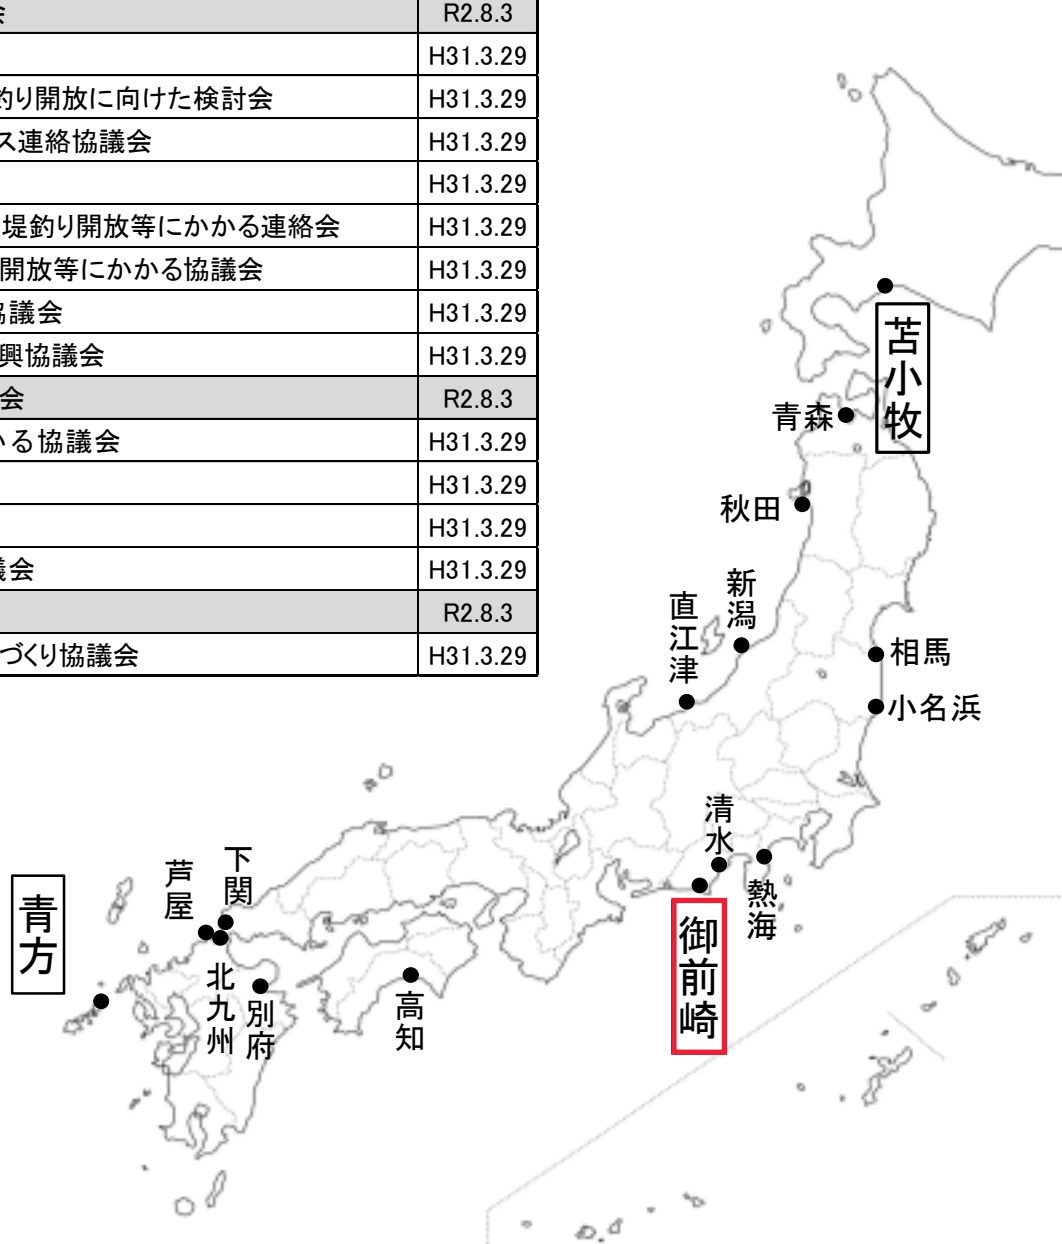 会 R2.8.3
H31.3.29
釣り開放に向けた検討会 H31.3.29
ス連絡協議会 H31.3.29
H31.3.29
堤釣り開放等にかかる連絡会 H31.3.29
開放等にかかる協議会 H31.3.29
協議会 H31.3.29
興協議会 H31.3.29
会 R2.8.3
いる協議会 H31.3.29
H31.3.29
H31.3.29
議会 H31.3.29
R2.8.3
づくり協議会 H31.3.29
苫小牧
青森
秋田
新潟
直江津
相馬
小名浜
清水
熱海
御前崎
下関
芦屋
青方
北九州
別府
高知